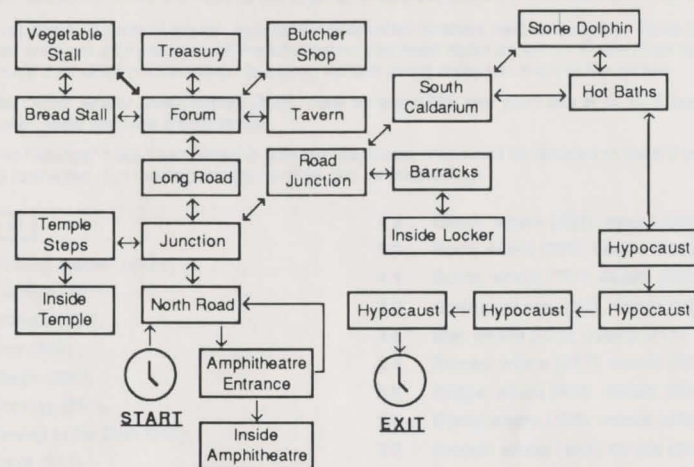 Vegetable
Stall
Treasury
Butcher
Shop
Stone Dolphin
Bread Stall
Forum
Tavern
South
Caldarium
Hot Baths
Long Road
Road
Junction
Barracks
Temple
Steps
Junction
Inside Locker
Hypocaust
Inside
Temple
North Road
Hypocaust
Hypocaust
Hypocaust
START
Amphitheatre
Entrance
EXIT
Inside
Amphitheatre